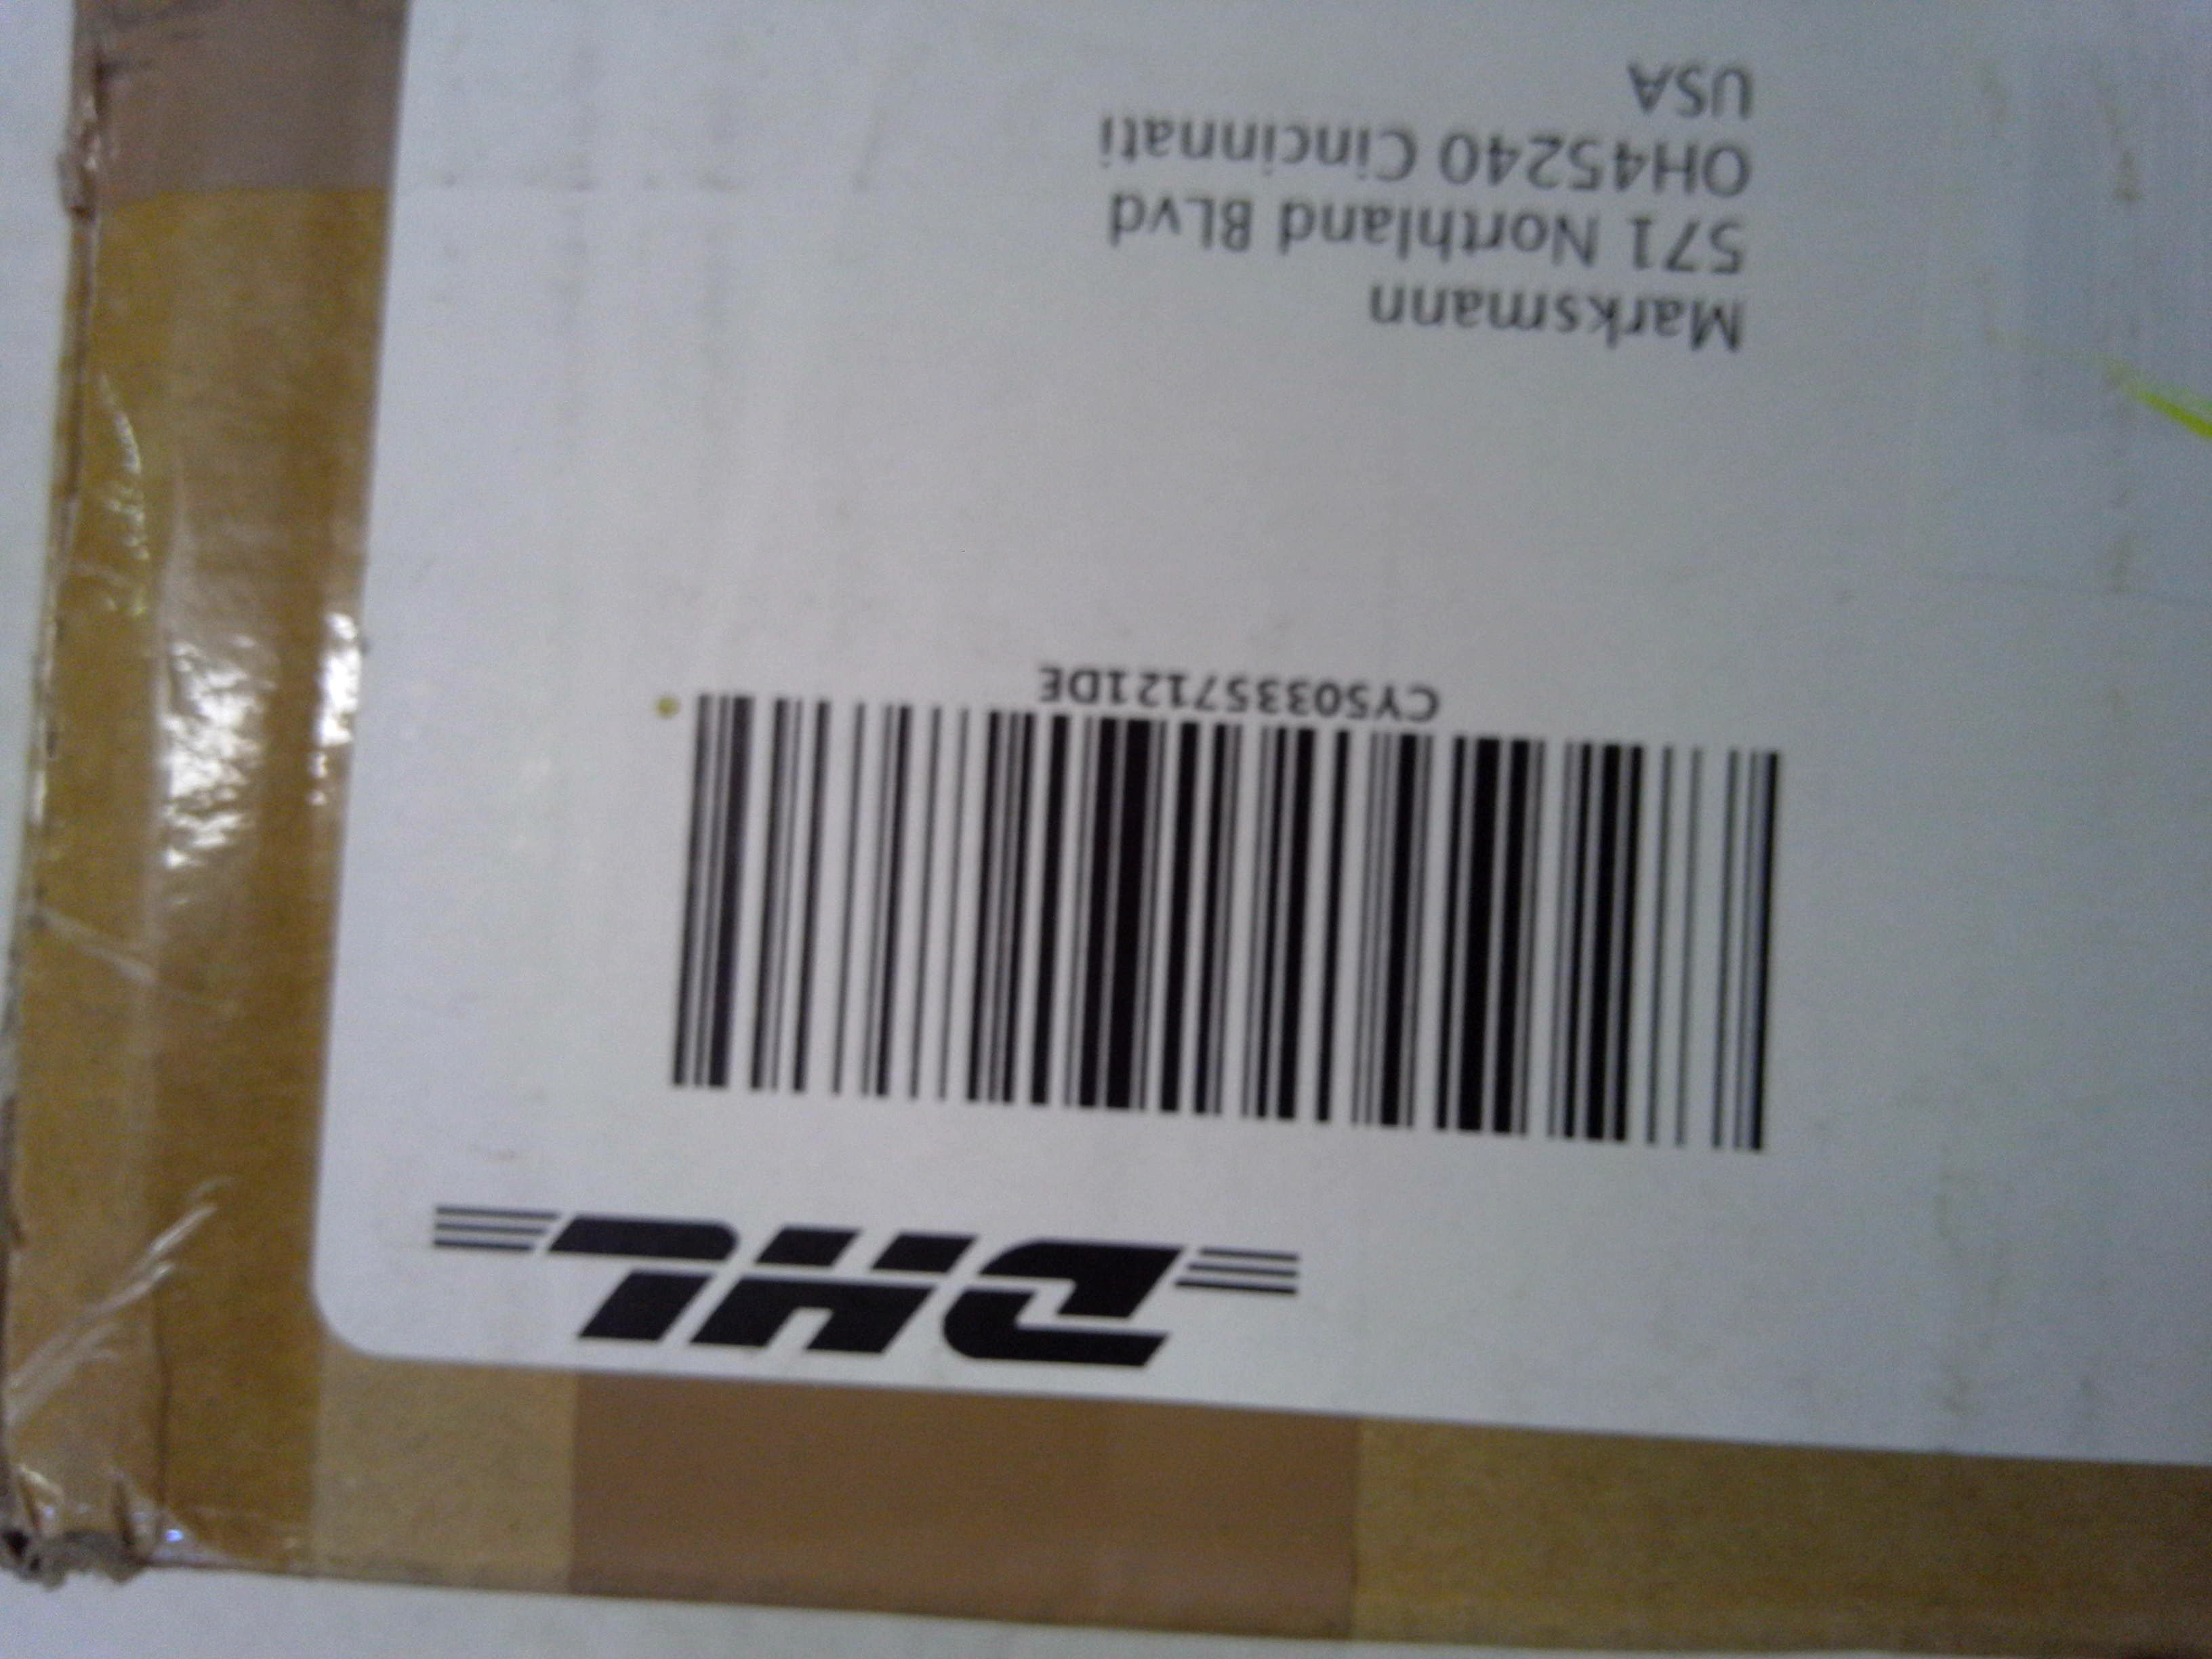 DHL
CY503357121DE
Marksmann
571 Northland BLvd
OH45240 Cincinnati
USA